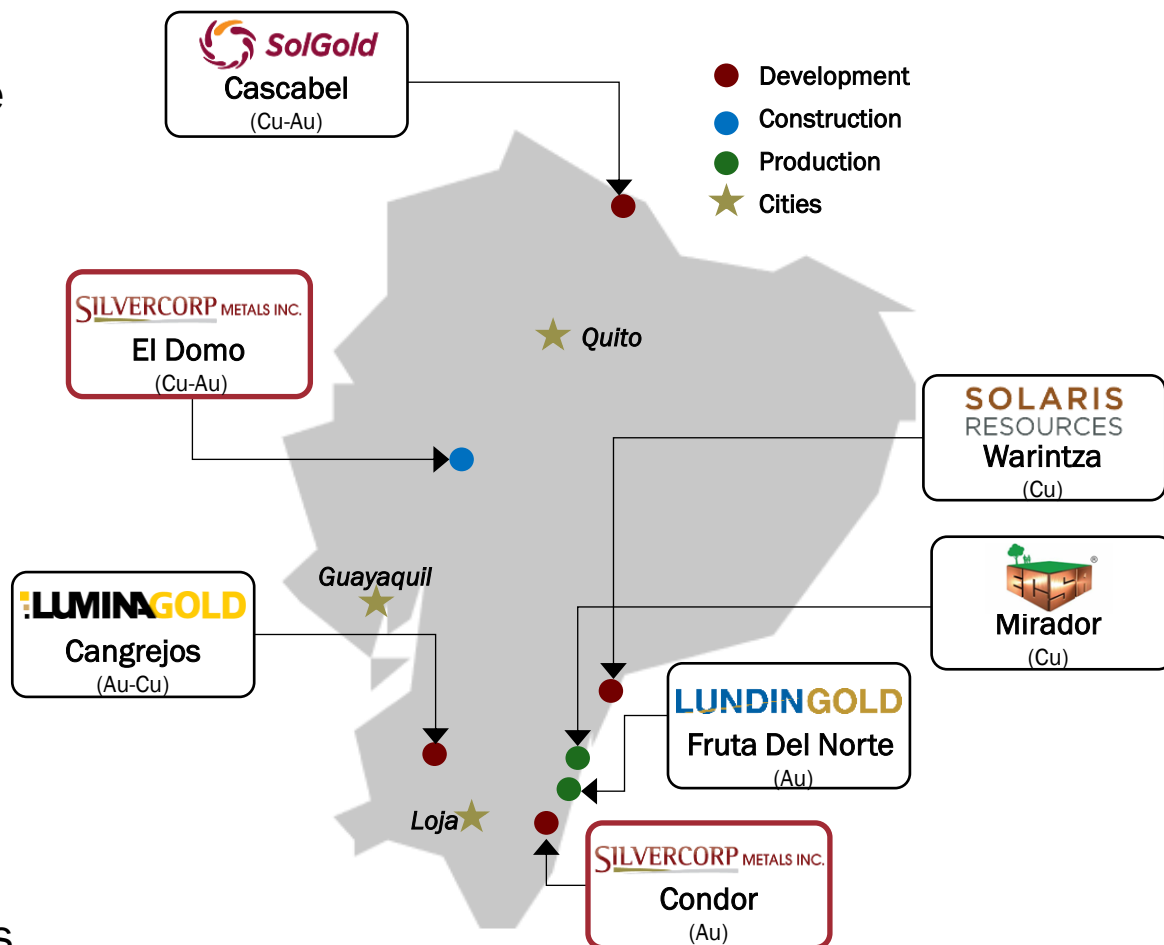 e
SolGold
Cascabel
(Cu-Au)
Development
Construction
Production
Cities
SILVERCORP METALS INC.
El Domo
(Cu-Au)
Quito
SOLARIS
RESOURCES
Warintza
(Cu)
Guayaquil
LUMINAGOLD
Cangrejos
(Au-Cu)
ECSA
®
Mirador
(Cu)
LUNDINGOLD
Fruta Del Norte
(Au)
Loja
SILVERCORP METALS INC.
Condor
(Au)
s